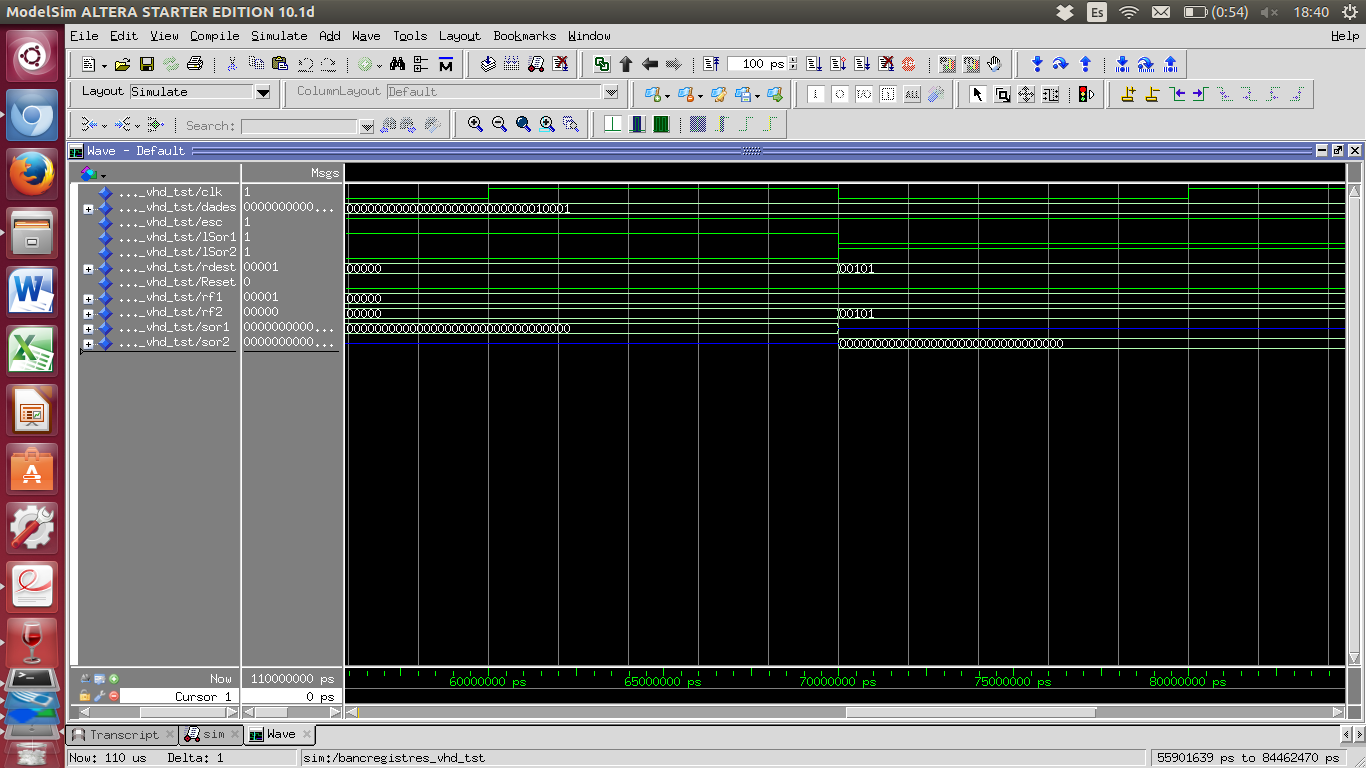 ModelSim ALTERA STARTER EDITION 10.1d Es (0:54) 18:40
File Edit View Compile Simulate Add Wave Tools Layout Bookmarks Window Help
100 ps
Layout Simulate ColumnLayout Default
Search:
Wave - Default
Msgs
..._vhd_tst/clk 1
..._vhd_tst/dades 0000000000... 00000000000000000000000000010001
..._vhd_tst/esc 1
..._vhd_tst/lSor1 1
..._vhd_tst/lSor2 1
..._vhd_tst/rdest 00001 00000 00101
..._vhd_tst/Reset 0
..._vhd_tst/rf1 00001 00000
..._vhd_tst/rf2 00000 00000 00101
..._vhd_tst/sor1 0000000000... 00000000000000000000000000000000
..._vhd_tst/sor2 0000000000... 00000000000000000000000000000000
Now 110000000 ps 60000000 ps 65000000 ps 70000000 ps 75000000 ps 80000000 ps
Cursor 1 0 ps
Transcript sim Wave
Now: 110 us Delta: 1 sim:/bancregistres_vhd_tst 55901639 ps to 84462470 ps